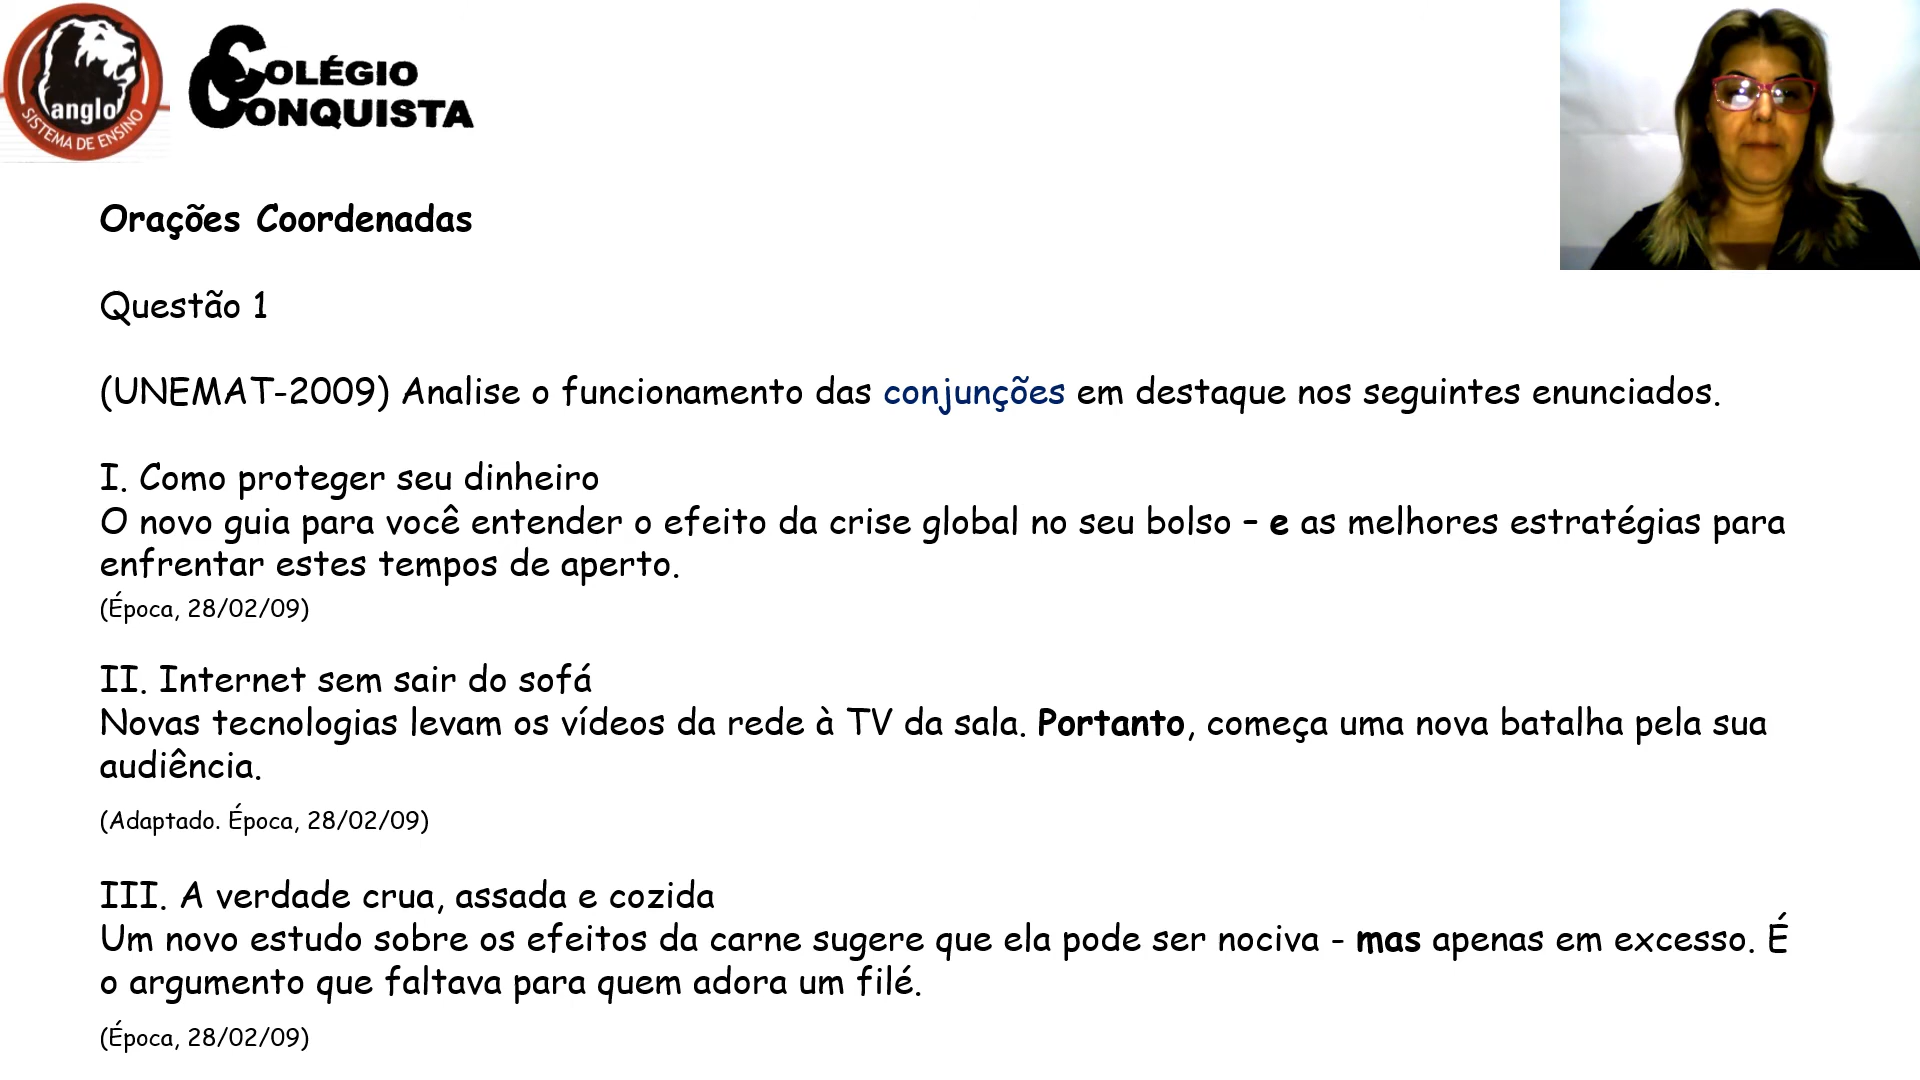 anglo
SISTEMA DE ENSINO
COLÉGIO
CONQUISTA
Orações Coordenadas
Questão 1
(UNEMAT-2009) Analise o funcionamento das conjunções em destaque nos seguintes enunciados.
I. Como proteger seu dinheiro
O novo guia para você entender o efeito da crise global no seu bolso – e as melhores estratégias para
enfrentar estes tempos de aperto.
(Época, 28/02/09)
II. Internet sem sair do sofá
Novas tecnologias levam os vídeos da rede à TV da sala. Portanto, começa uma nova batalha pela sua
audiência.
(Adaptado. Época, 28/02/09)
III. A verdade crua, assada e cozida
Um novo estudo sobre os efeitos da carne sugere que ela pode ser nociva - mas apenas em excesso. É
o argumento que faltava para quem adora um filé.
(Época, 28/02/09)